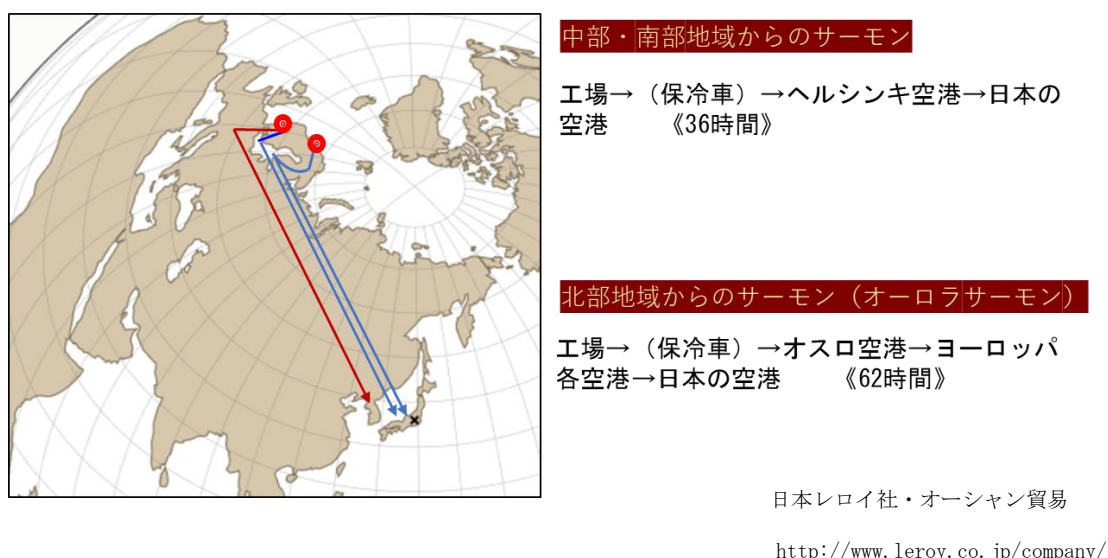 中部・南部地域からのサーモン
工場→（保冷車）→ヘルシンキ空港→日本の
空港　　《36時間》
北部地域からのサーモン（オーロラサーモン）
工場→（保冷車）→オスロ空港→ヨーロッパ
各空港→日本の空港　　《62時間》
日本レロイ社・オーシャン貿易
http://www.leroy.co.jp/company/